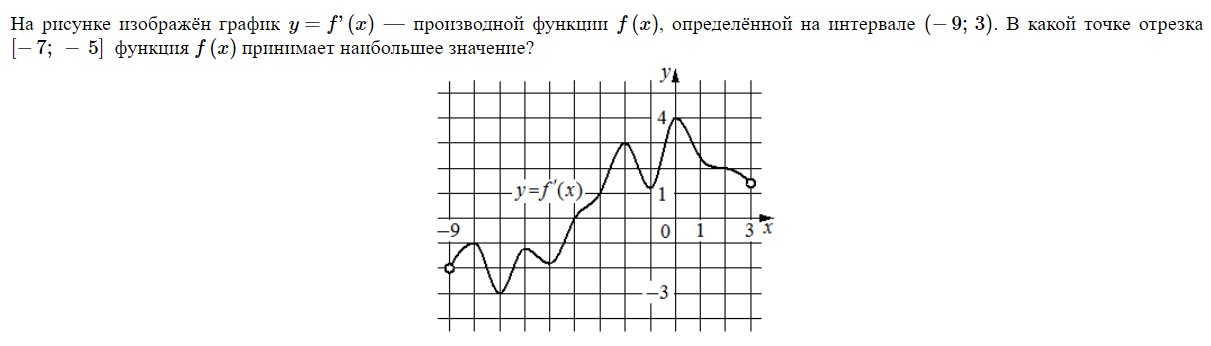 На рисунке изображён график y = f’ (x) — производной функции f (x), определённой на интервале (− 9; 3). В какой точке отрезка
[− 7; − 5] функция f (x) принимает наибольшее значение?
y
4
y=f′(x)
1
−9 0 1 3 x
−3